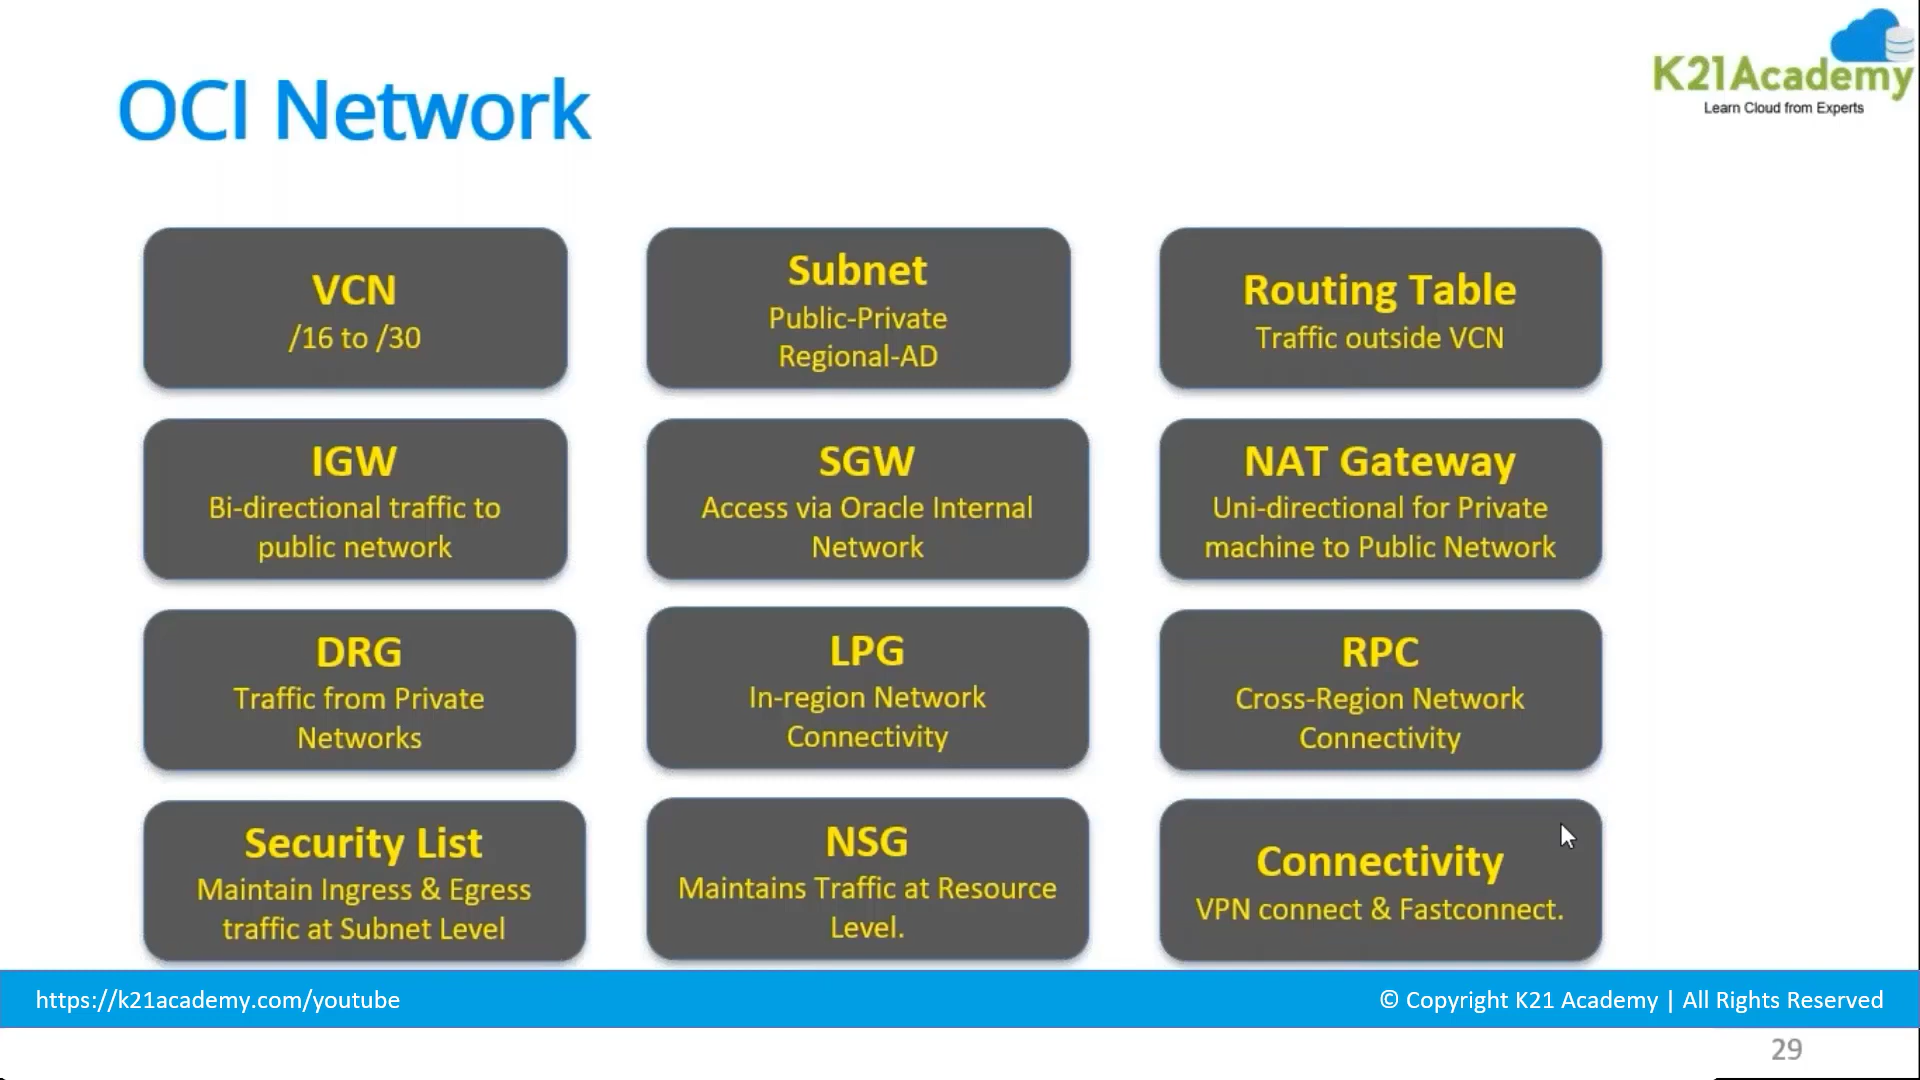 K21Academy
Learn Cloud from Experts
OCI Network
VCN
/16 to /30
Subnet
Public-Private
Regional-AD
Routing Table
Traffic outside VCN
IGW
Bi-directional traffic to
public network
SGW
Access via Oracle Internal
Network
NAT Gateway
Uni-directional for Private
machine to Public Network
DRG
Traffic from Private
Networks
LPG
In-region Network
Connectivity
RPC
Cross-Region Network
Connectivity
Security List
Maintain Ingress & Egress
traffic at Subnet Level
NSG
Maintains Traffic at Resource
Level.
Connectivity
VPN connect & Fastconnect.
https://k21academy.com/youtube
© Copyright K21 Academy | All Rights Reserved
29